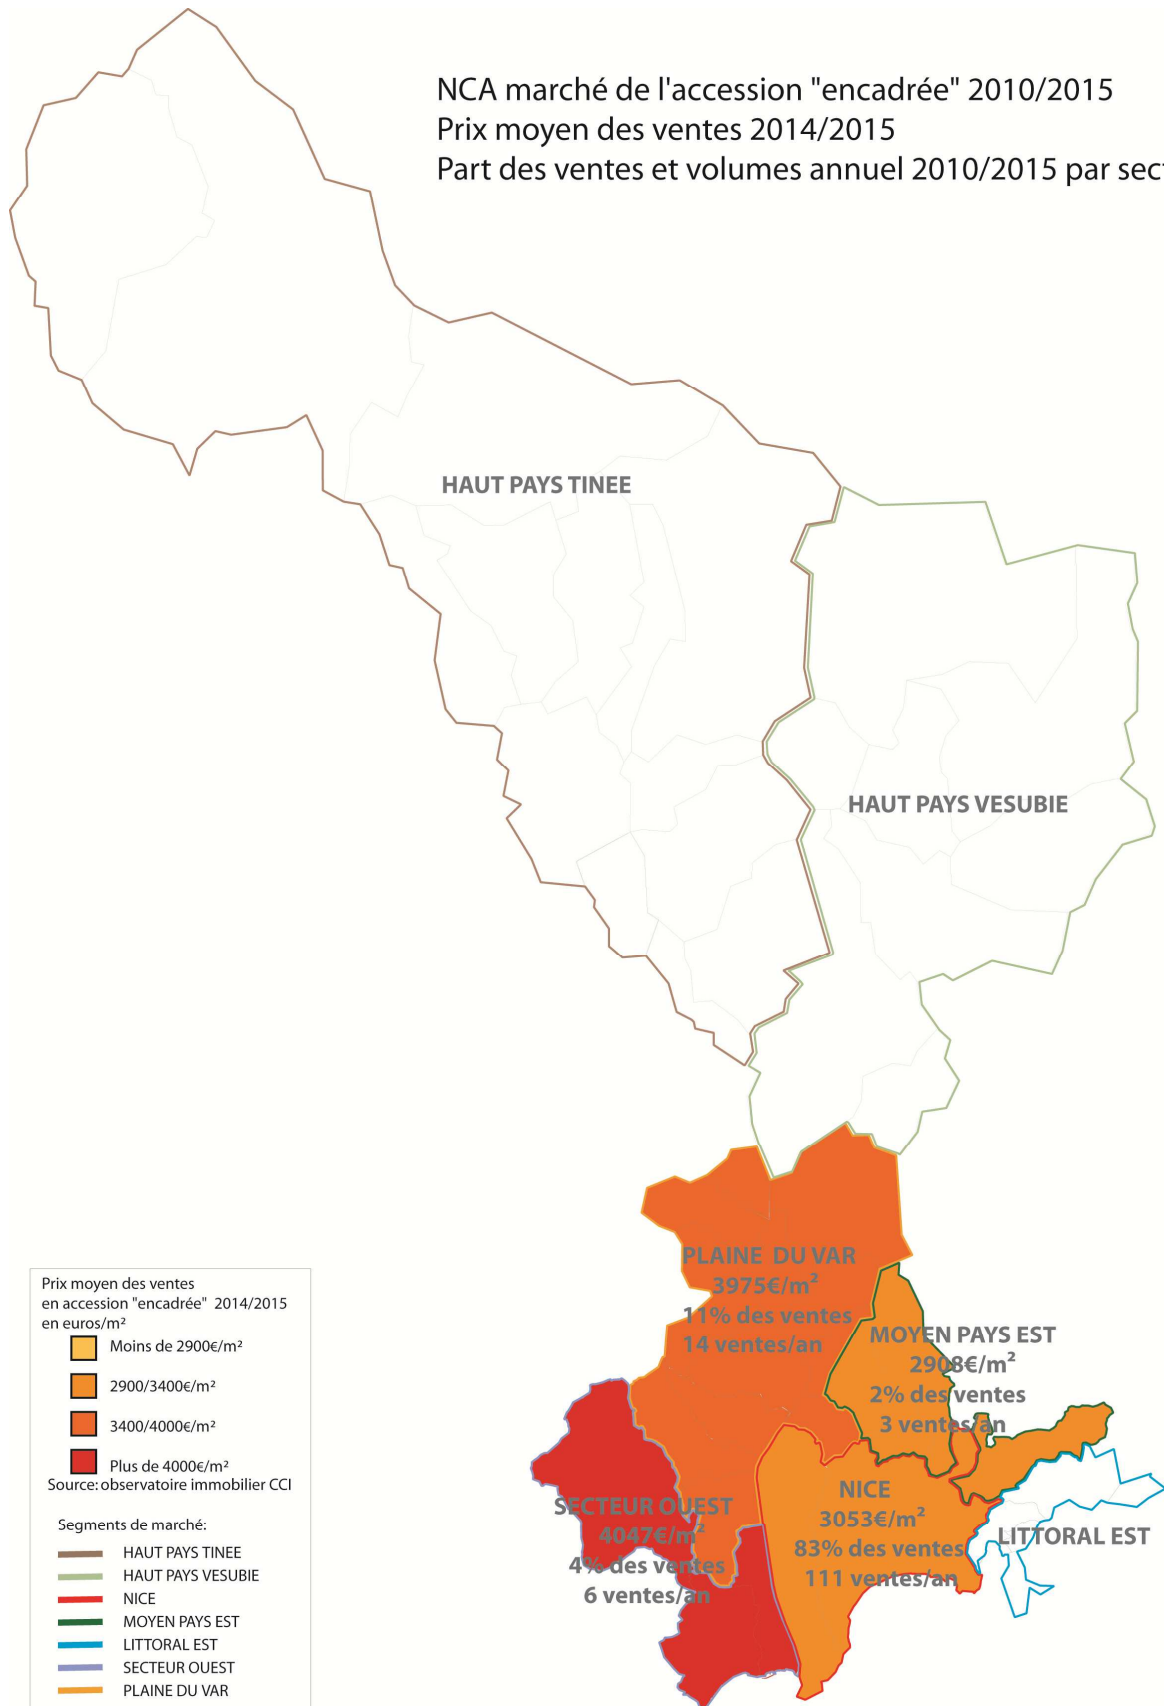 NCA marché de l'accession "encadrée" 2010/2015
Prix moyen des ventes 2014/2015
Part des ventes et volumes annuel 2010/2015 par sect
HAUT PAYS TINEE
HAUT PAYS VESUBIE
PLAINE DU VAR
3975€/m²
11% des ventes
14 ventes/an
MOYEN PAYS EST
2908€/m²
2% des ventes
3 ventes/an
SECTEUR OUEST
4047€/m²
4% des ventes
6 ventes/an
NICE
3053€/m²
83% des ventes
111 ventes/an
LITTORAL EST
Prix moyen des ventes
en accession "encadrée" 2014/2015
en euros/m²
Moins de 2900€/m²
2900/3400€/m²
3400/4000€/m²
Plus de 4000€/m²
Source: observatoire immobilier CCI
Segments de marché:
HAUT PAYS TINEE
HAUT PAYS VESUBIE
NICE
MOYEN PAYS EST
LITTORAL EST
SECTEUR OUEST
PLAINE DU VAR